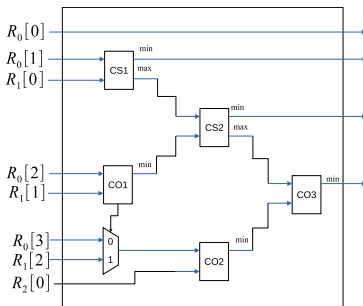 R₀[0]
R₀[1]
R₁[0]
CS1
min
max
CS2
min
max
R₀[2]
R₁[1]
CO1
min
CO3
min
R₀[3]
R₁[2]
R₂[0]
0
1
CO2
min